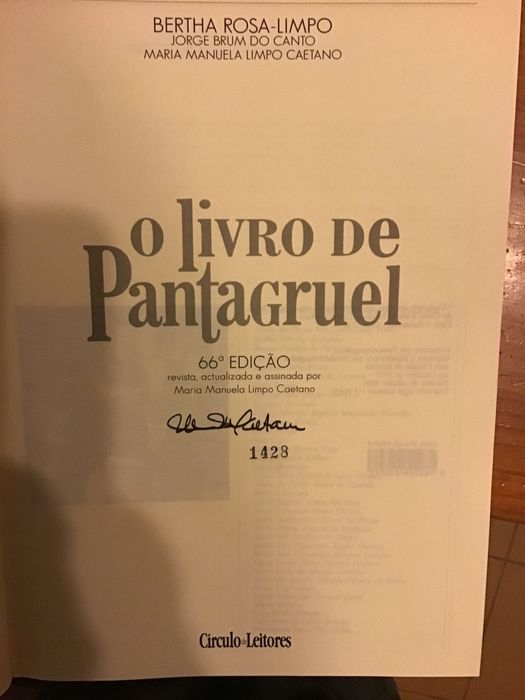 BERTHA ROSA-LIMPO
JORGE BRUM DO CANTO
MARIA MANUELA LIMPO CAETANO
O LIVRO DE
PANTAGRUEL
66ª EDIÇÃO
revista, actualizada e assinada por
Maria Manuela Limpo Caetano
1428
Círculo de Leitores